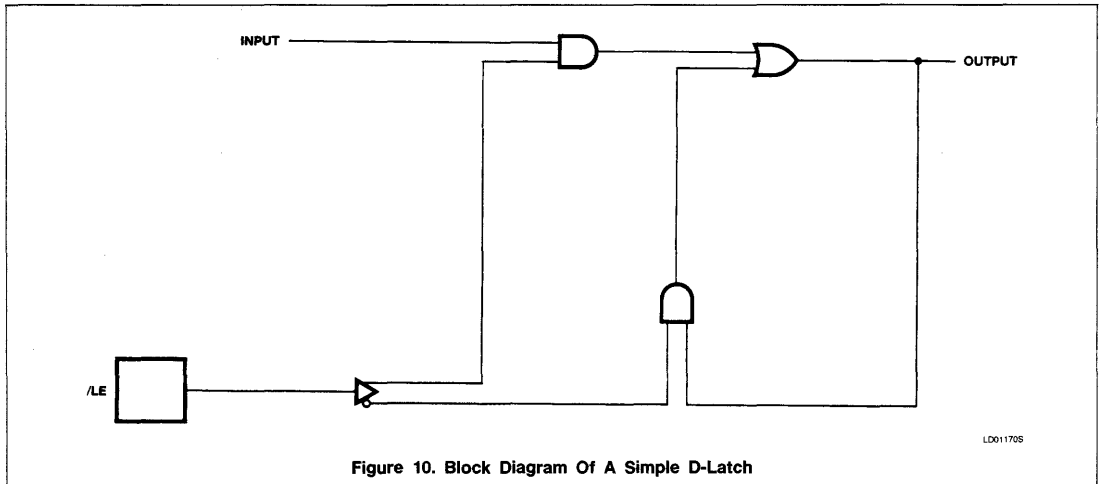 INPUT
OUTPUT
/LE
LD01170S
Figure 10. Block Diagram Of A Simple D-Latch